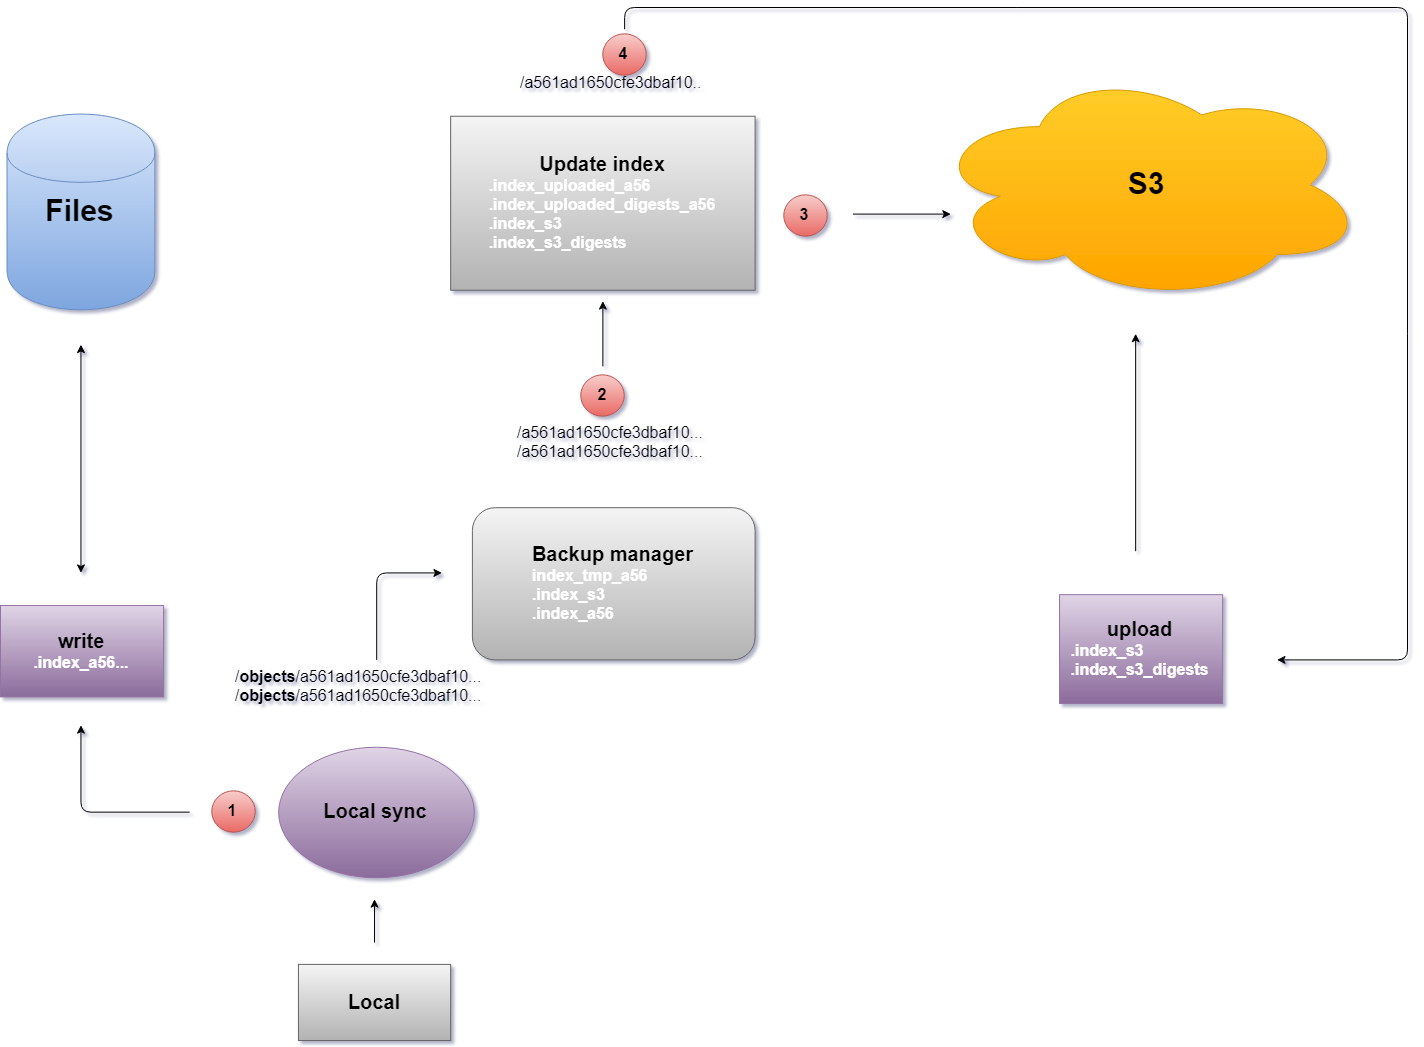 4
/a561ad1650cfe3dbaf10..
Files
Update index
.index_uploaded_a56
.index_uploaded_digests_a56
.index_s3
.index_s3_digests
3
S3
2
/a561ad1650cfe3dbaf10...
/a561ad1650cfe3dbaf10...
Backup manager
index_tmp_a56
.index_s3
.index_a56
write
.index_a56...
upload
.index_s3
.index_s3_digests
/objects/a561ad1650cfe3dbaf10...
/objects/a561ad1650cfe3dbaf10...
1
Local sync
Local